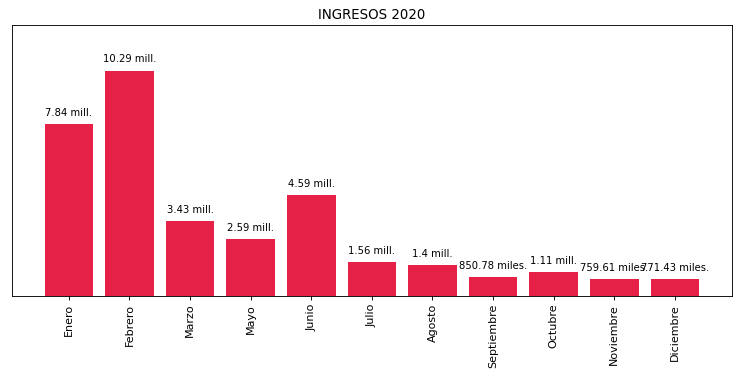 INGRESOS 2020
10.29 mill.
7.84 mill.
4.59 mill.
3.43 mill.
2.59 mill.
1.56 mill.
1.4 mill.
850.78 miles.
1.11 mill.
759.61 miles.
771.43 miles.
Enero
Febrero
Marzo
Mayo
Junio
Julio
Agosto
Septiembre
Octubre
Noviembre
Diciembre